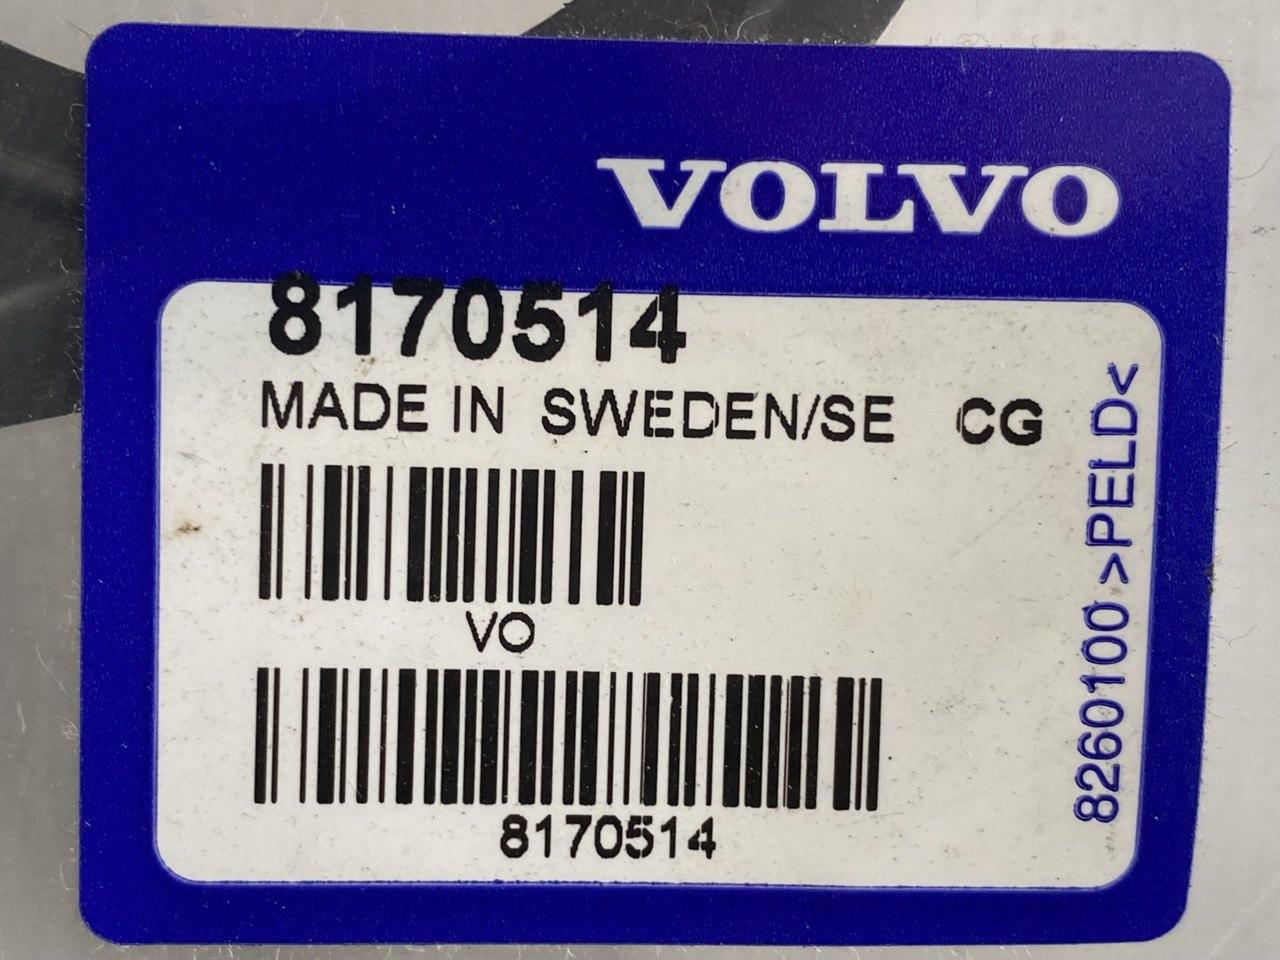 VOLVO
8170514
MADE IN SWEDEN/SE CG
VO
8170514
8260100 >PELD<